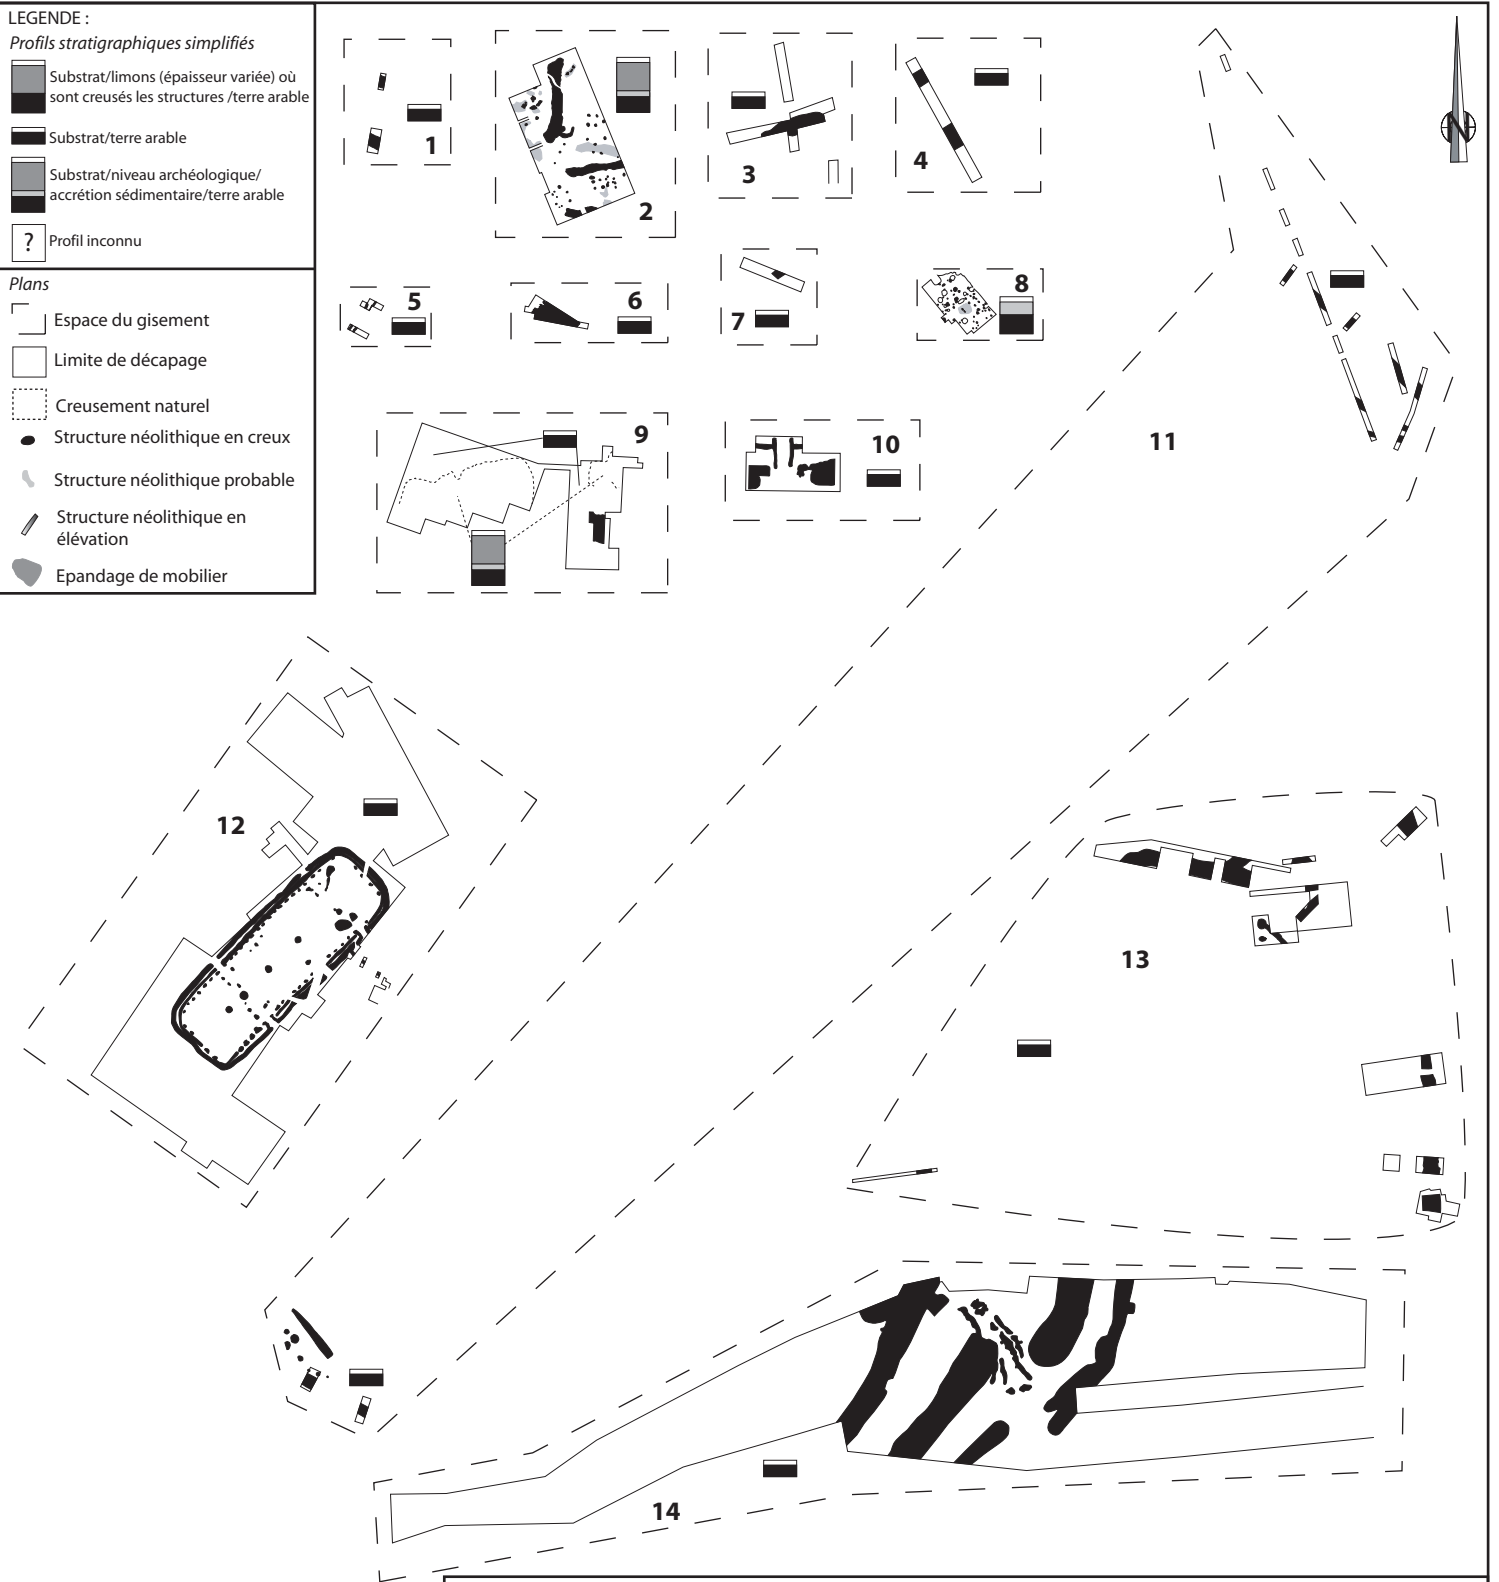 LEGENDE :
Profils stratigraphiques simplifiés
Substrat/limons (épaisseur variée) où
sont creusés les structures /terre arable
Substrat/terre arable
Substrat/niveau archéologique/
accrétion sédimentaire/terre arable
?
Profil inconnu
Plans
Espace du gisement
Limite de décapage
Creusement naturel
Structure néolithique en creux
Structure néolithique probable
Structure néolithique en
élévation
Epandage de mobilier
1
2
3
4
N
5
6
7
8
9
10
11
12
13
14